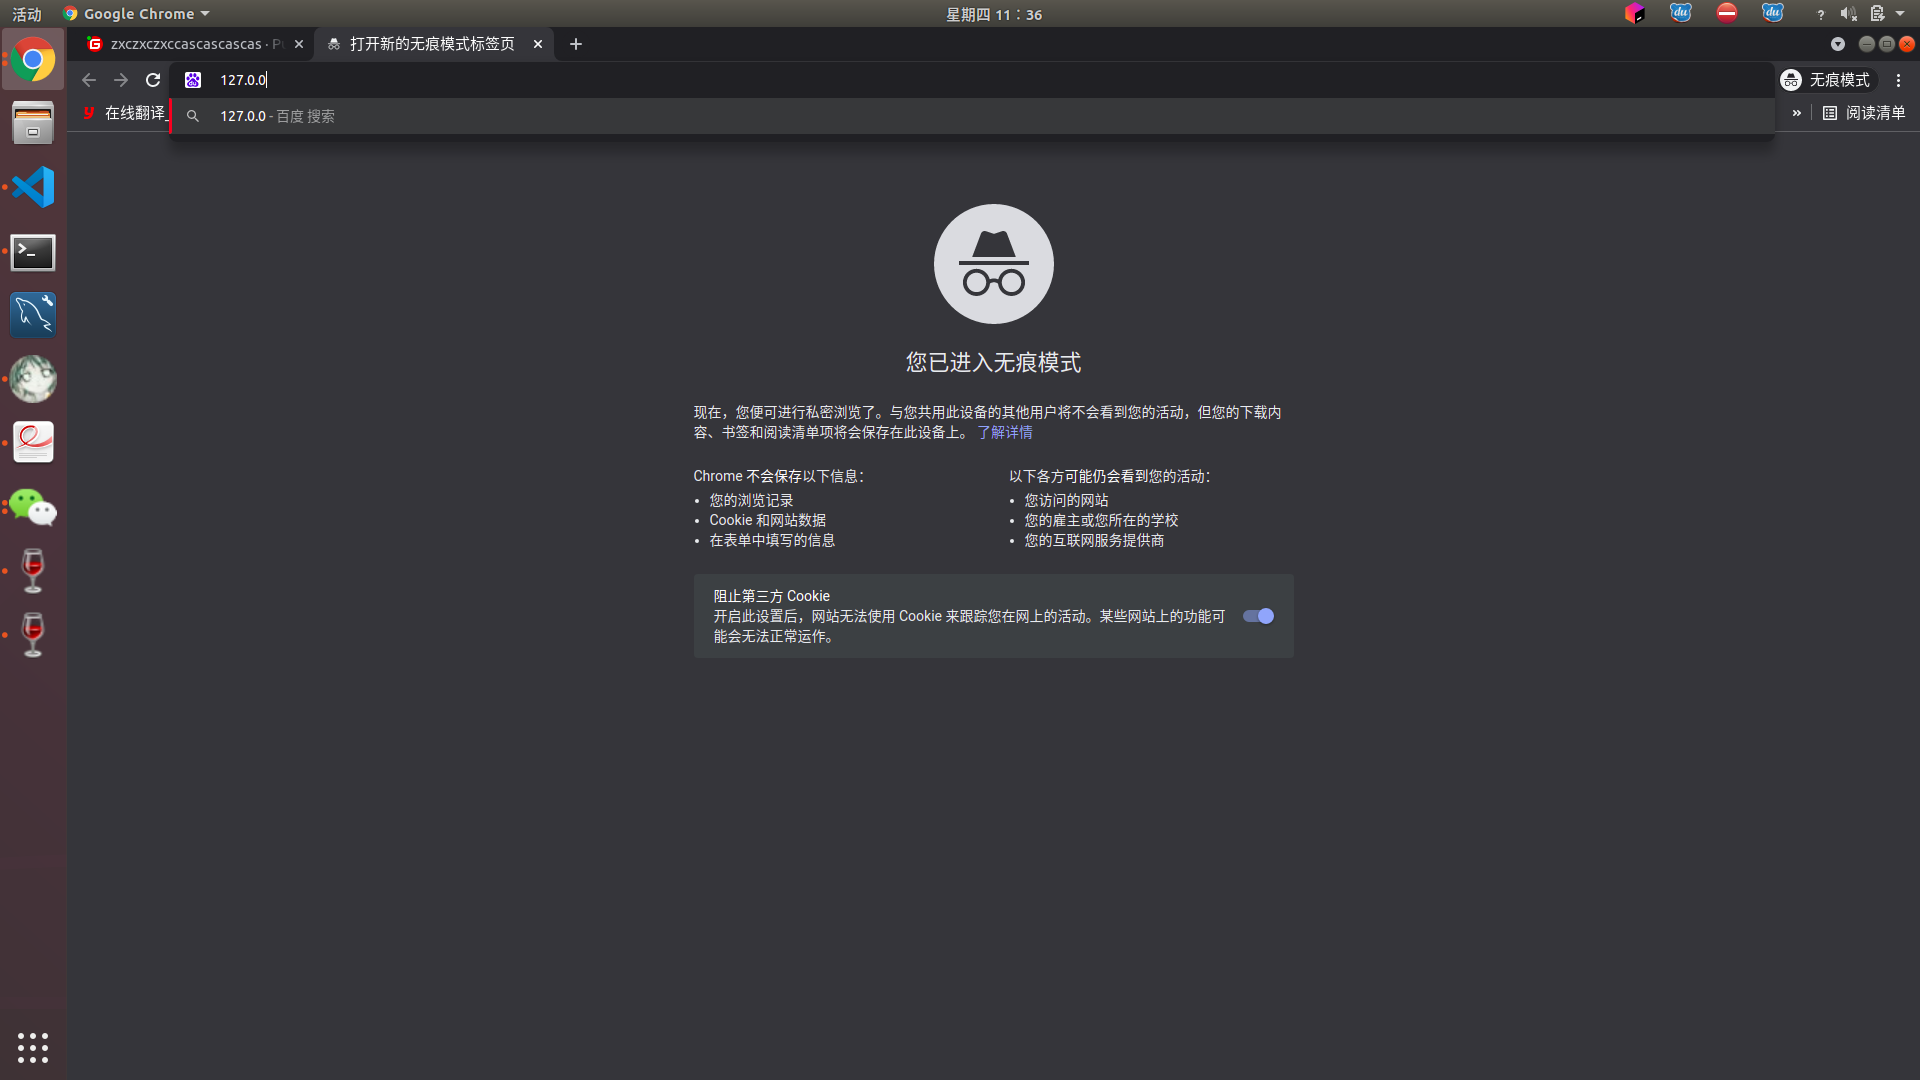 活动
Google Chrome
星期四 11：36
zxczxczxccascascascas · P
打开新的无痕模式标签页
127.0.0
无痕模式
在线翻译_
127.0.0 - 百度 搜索
»
阅读清单
您已进入无痕模式
现在，您便可进行私密浏览了。与您共用此设备的其他用户将不会看到您的活动，但您的下载内
容、书签和阅读清单项将会保存在此设备上。 了解详情
Chrome 不会保存以下信息：
• 您的浏览记录
• Cookie 和网站数据
• 在表单中填写的信息
以下各方可能仍会看到您的活动：
• 您访问的网站
• 您的雇主或您所在的学校
• 您的互联网服务提供商
阻止第三方 Cookie
开启此设置后，网站无法使用 Cookie 来跟踪您在网上的活动。某些网站上的功能可
能会无法正常运作。